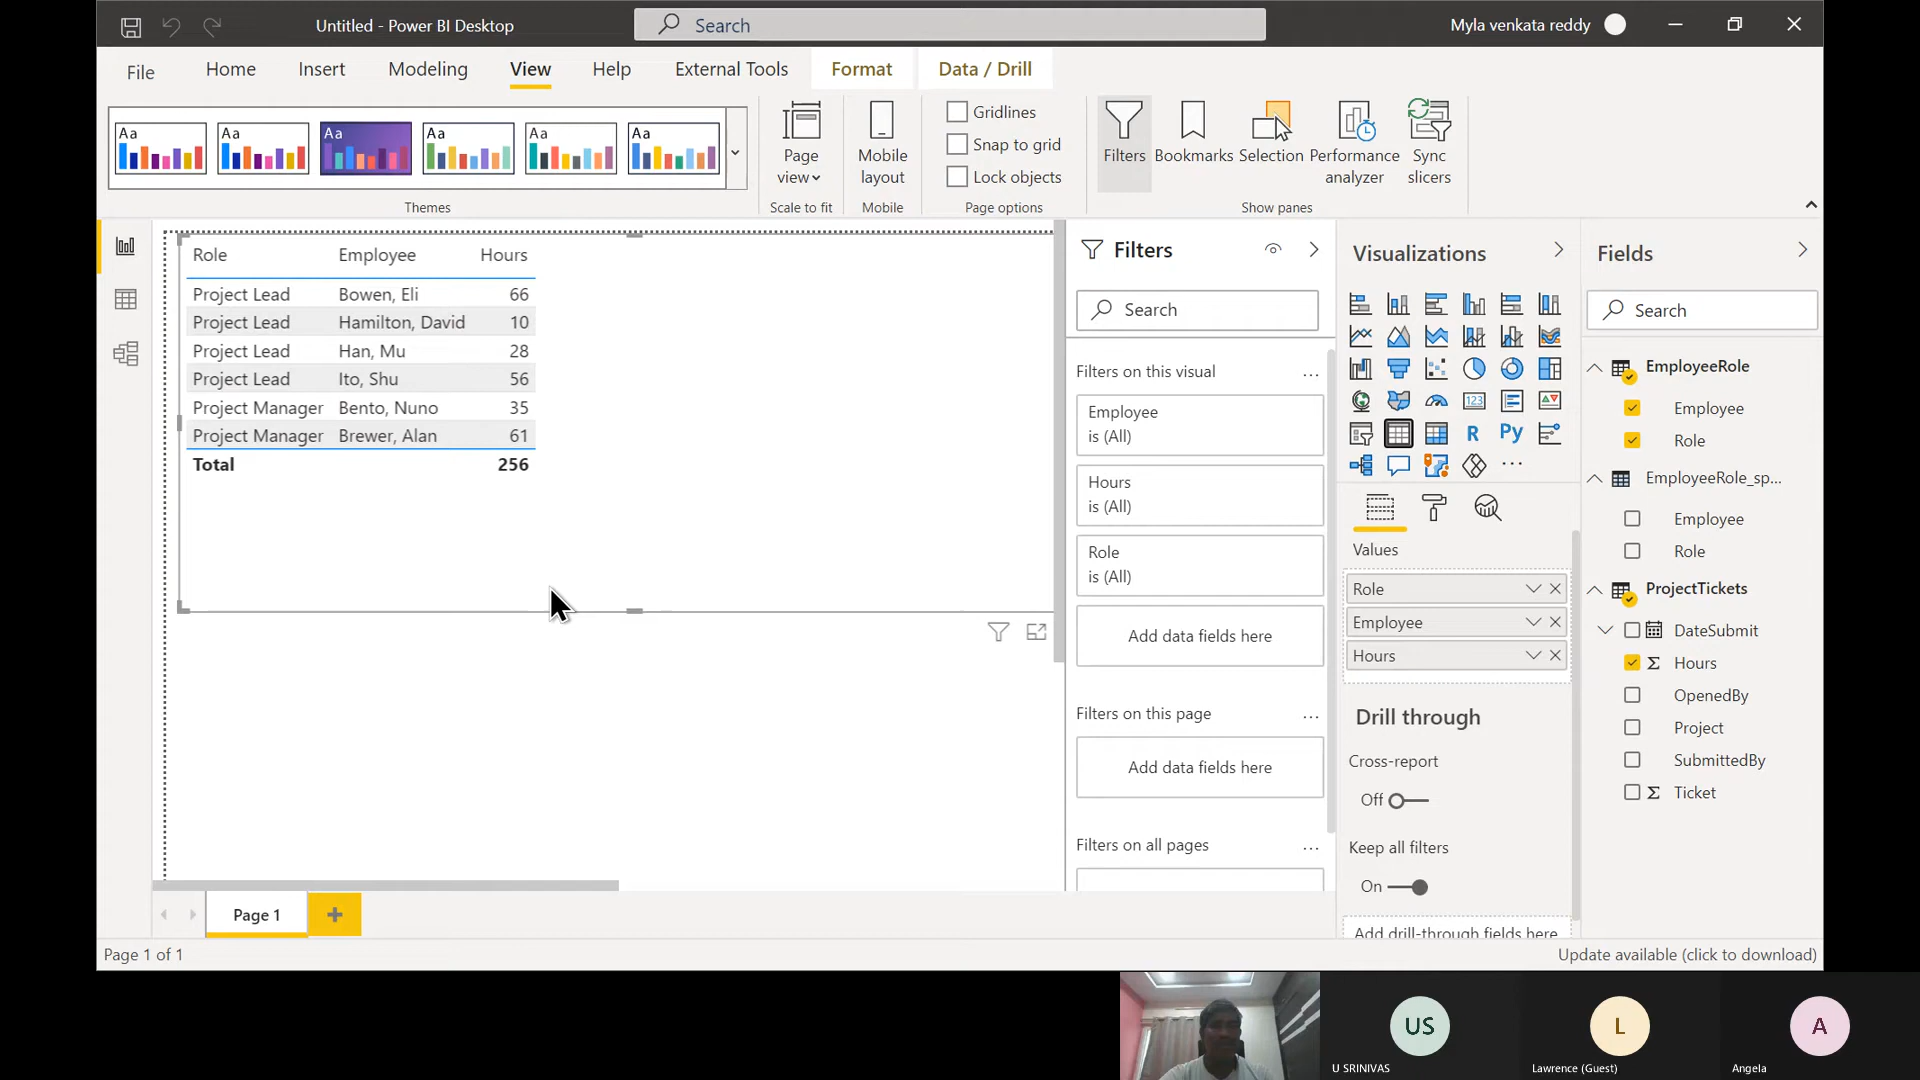 Untitled - Power BI Desktop
Search
Myla venkata reddy
File
Home
Insert
Modeling
View
Help
External Tools
Format
Data / Drill
Aa
Aa
Aa
Aa
Aa
Aa
Themes
Page view
Scale to fit
Mobile layout
Mobile
Gridlines
Snap to grid
Lock objects
Page options
Filters
Bookmarks
Selection
Performance analyzer
Sync slicers
Show panes
Role Employee Hours
Project Lead Bowen, Eli 66
Project Lead Hamilton, David 10
Project Lead Han, Mu 28
Project Lead Ito, Shu 56
Project Manager Bento, Nuno 35
Project Manager Brewer, Alan 61
Total 256
Filters
Search
Filters on this visual ...
Employee
is (All)
Hours
is (All)
Role
is (All)
Add data fields here
Filters on this page ...
Add data fields here
Filters on all pages ...
Visualizations
123
R
Py
...
Values
Role
Employee
Hours
Drill through
Cross-report
Off
Keep all filters
On
Add drill-through fields here
Fields
Search
EmployeeRole
Employee
Role
EmployeeRole_sp...
Employee
Role
ProjectTickets
DateSubmit
Σ Hours
OpenedBy
Project
SubmittedBy
Σ Ticket
Page 1
Page 1 of 1
Update available (click to download)
US
U SRINIVAS
L
Lawrence (Guest)
A
Angela